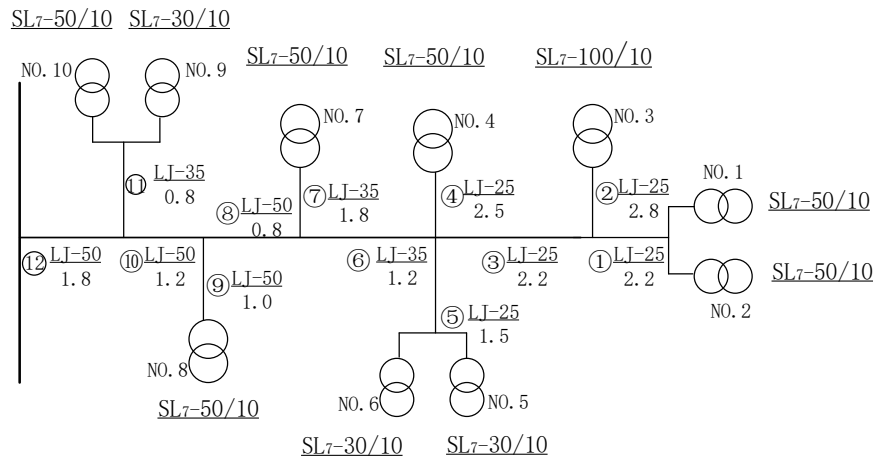 SL₇-50/10 SL₇-30/10
SL₇-50/10 SL₇-50/10 SL₇-100/10
NO.10 NO.9
NO.7 NO.4 NO.3
NO.1
⑪ LJ-35
0.8
⑦ LJ-35
1.8
④ LJ-25
2.5
② LJ-25
2.8
SL₇-50/10
⑧ LJ-50
0.8
⑫ LJ-50
1.8
⑩ LJ-50
1.2
⑥ LJ-35
1.2
③ LJ-25
2.2
① LJ-25
2.2
SL₇-50/10
⑨ LJ-50
1.0
NO.2
⑤ LJ-25
1.5
NO.8
SL₇-50/10
NO.6 NO.5
SL₇-30/10 SL₇-30/10